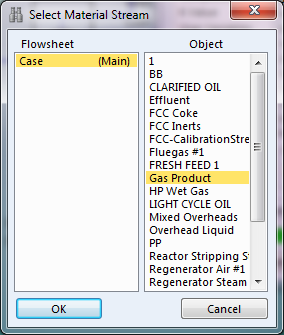 Select Material Stream
Flowsheet
Object
Case (Main)
1
BB
CLARIFIED OIL
Effluent
FCC Coke
FCC Inerts
FCC-CalibrationStre
Fluegas #1
FRESH FEED 1
Gas Product
HP Wet Gas
LIGHT CYCLE OIL
Mixed Overheads
Overhead Liquid
PP
Reactor Stripping St
Regenerator Air #1
Regenerator Steam
OK
Cancel